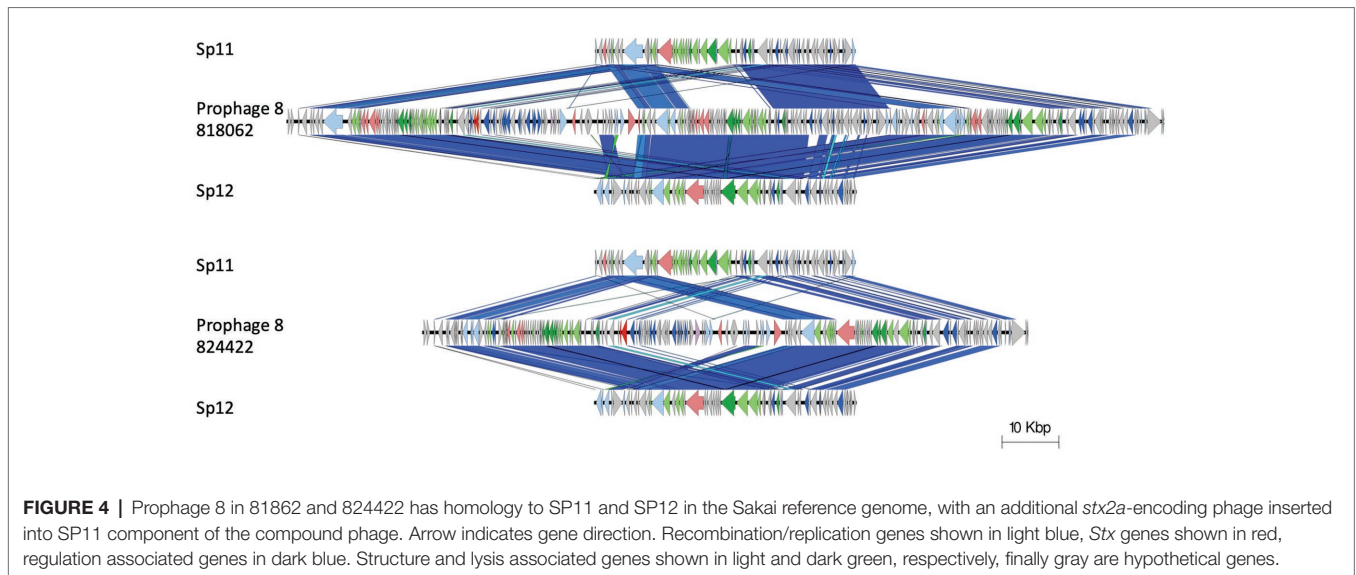 Sp11
Prophage 8
818062
Sp12
Sp11
Prophage 8
824422
Sp12
10 Kbp
FIGURE 4 | Prophage 8 in 81862 and 824422 has homology to SP11 and SP12 in the Sakai reference genome, with an additional stx2a-encoding phage inserted
into SP11 component of the compound phage. Arrow indicates gene direction. Recombination/replication genes shown in light blue, Stx genes shown in red,
regulation associated genes in dark blue. Structure and lysis associated genes shown in light and dark green, respectively, finally gray are hypothetical genes.